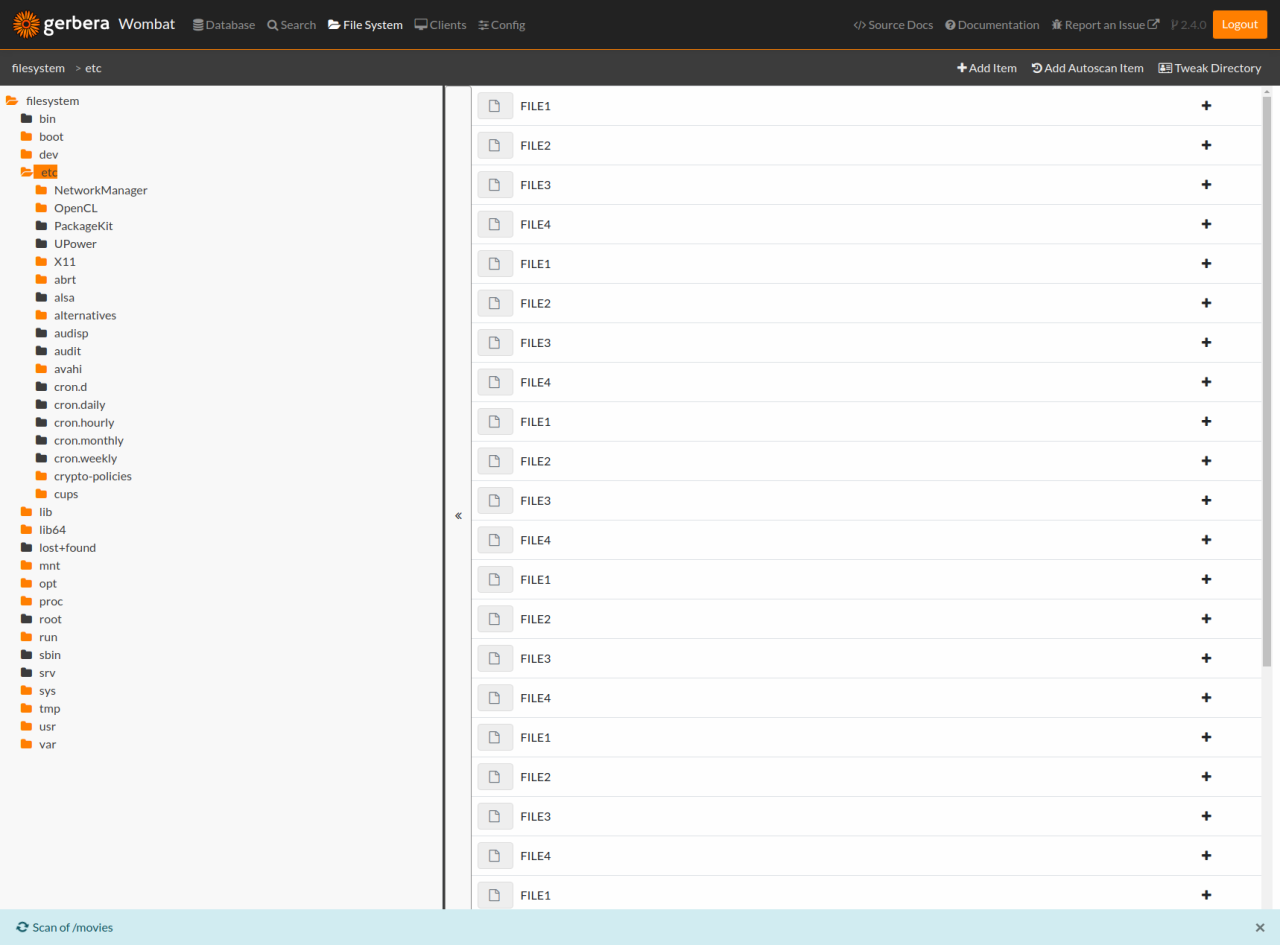 gerbera Wombat Database Search File System Clients Config Source Docs Documentation Report an Issue 2.4.0 Logout
filesystem > etc Add Item Add Autoscan Item Tweak Directory
filesystem
bin
boot
dev
etc
NetworkManager
OpenCL
PackageKit
UPower
X11
abrt
alsa
alternatives
audisp
audit
avahi
cron.d
cron.daily
cron.hourly
cron.monthly
cron.weekly
crypto-policies
cups
lib
lib64
lost+found
mnt
opt
proc
root
run
sbin
srv
sys
tmp
usr
var
«
FILE1
FILE2
FILE3
FILE4
FILE1
FILE2
FILE3
FILE4
FILE1
FILE2
FILE3
FILE4
FILE1
FILE2
FILE3
FILE4
FILE1
FILE2
FILE3
FILE4
FILE1
Scan of /movies ×